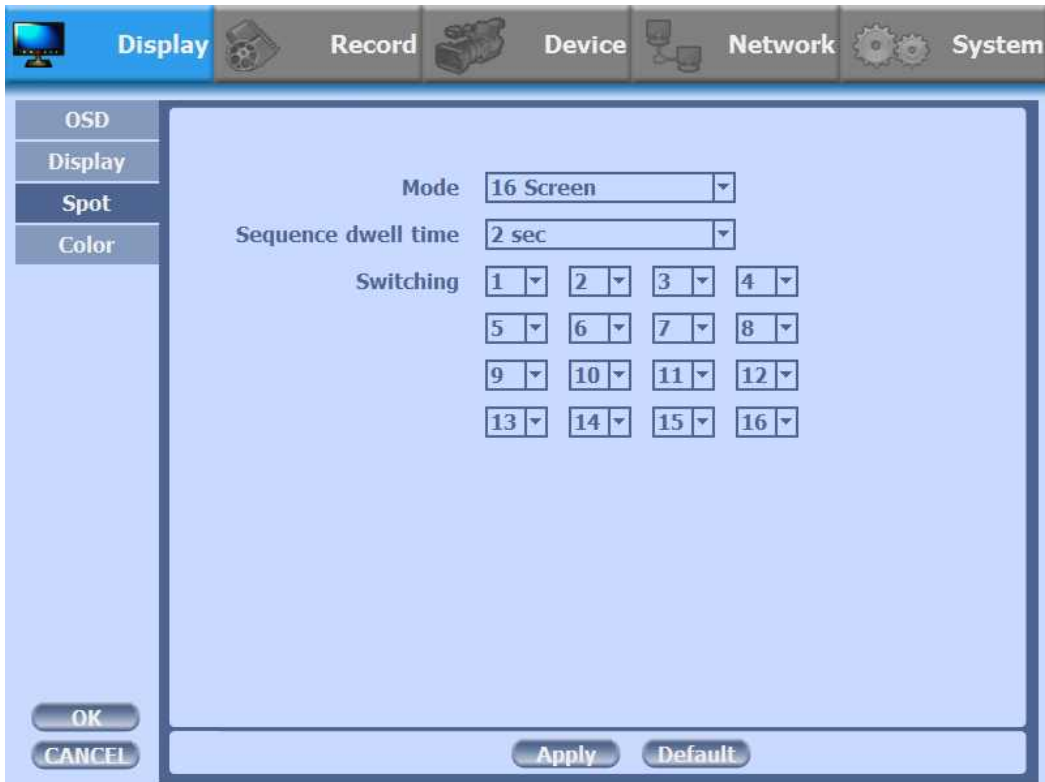 Display Record Device Network System
OSD
Display
Spot
Color
Mode 16 Screen
Sequence dwell time 2 sec
Switching 1 2 3 4
5 6 7 8
9 10 11 12
13 14 15 16
OK
CANCEL
Apply Default